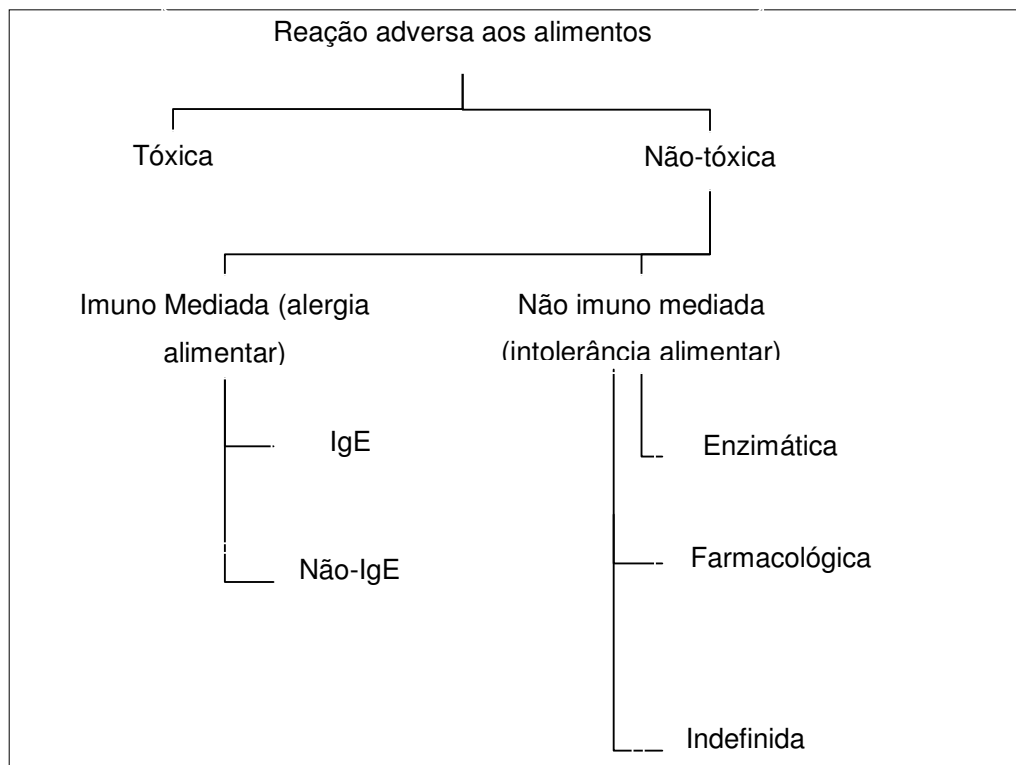 Reação adversa aos alimentos
Tóxica
Não-tóxica
Imuno Mediada (alergia
alimentar)
Não imuno mediada
(intolerância alimentar)
IgE
Não-IgE
Enzimática
Farmacológica
Indefinida